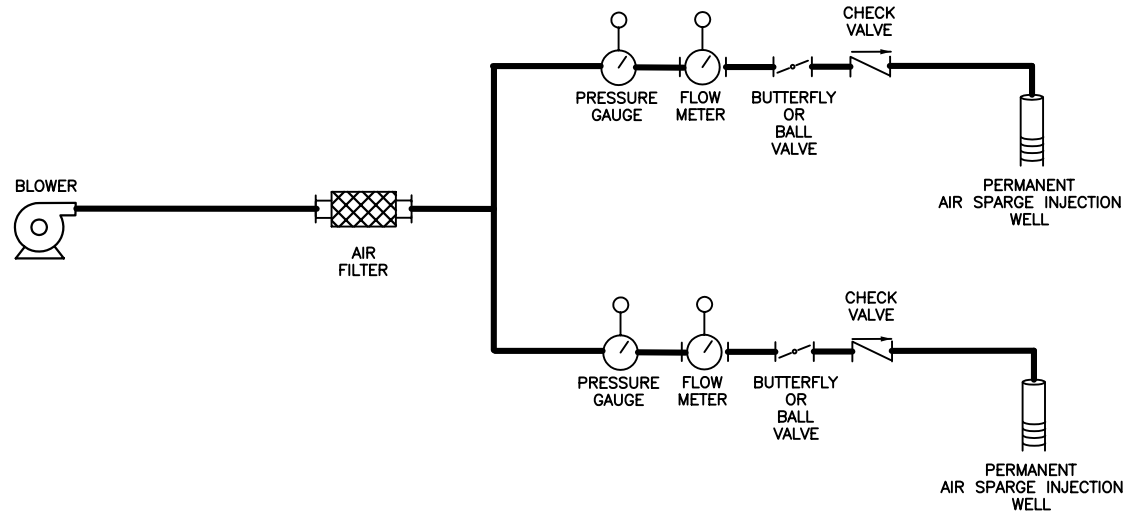 CHECK
VALVE
PRESSURE
GAUGE
FLOW
METER
BUTTERFLY
OR
BALL
VALVE
PERMANENT
AIR SPARGE INJECTION
WELL
BLOWER
AIR
FILTER
CHECK
VALVE
PRESSURE
GAUGE
FLOW
METER
BUTTERFLY
OR
BALL
VALVE
PERMANENT
AIR SPARGE INJECTION
WELL